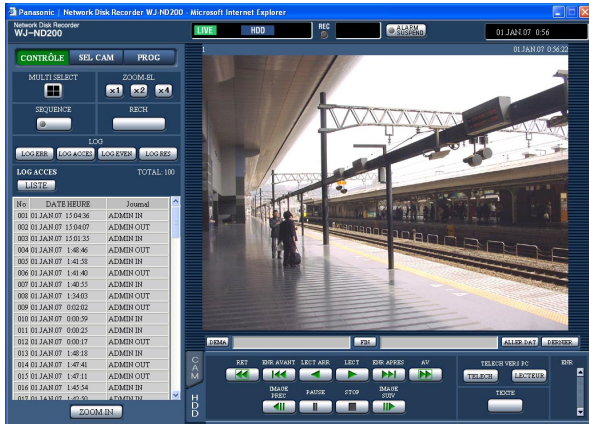 Panasonic | Network Disk Recorder WJ-ND200 - Microsoft Internet Explorer
Network Disk Recorder
WJ-ND200
LIVE HDD REC ALARM SUSPEND 01.JAN.07 0:56
CONTRÔLE SEL CAM PROG
1 01.JAN.07 0:56:22
MULTI SELECT ZOOM-EL
x1 x2 x4
SEQUENCE RECH
LOG
LOG ERR LOG ACCES LOG EVEN LOG RES
LOG ACCES TOTAL: 100
LISTE
No DATE HEURE Journal
001 01.JAN.07 15:04:36 ADMIN IN
002 01.JAN.07 15:04:07 ADMIN OUT
003 01.JAN.07 15:01:35 ADMIN IN
004 01.JAN.07 1:48:46 ADMIN OUT
005 01.JAN.07 1:41:58 ADMIN IN
006 01.JAN.07 1:41:40 ADMIN OUT
007 01.JAN.07 1:40:55 ADMIN IN
008 01.JAN.07 1:34:03 ADMIN OUT
009 01.JAN.07 0:02:02 ADMIN IN
010 01.JAN.07 0:00:59 ADMIN IN
011 01.JAN.07 0:00:25 ADMIN IN
012 01.JAN.07 0:00:17 ADMIN OUT
013 01.JAN.07 1:48:18 ADMIN IN
014 01.JAN.07 1:47:41 ADMIN OUT
015 01.JAN.07 1:47:11 ADMIN OUT
016 01.JAN.07 1:45:54 ADMIN IN
017 01.JAN.07 1:42:50 ADMIN OUT
ZOOM IN
DEMA FIN ALLER DAT DERNIER
CAM
HDD
RET ENR AVANT LECT ARR. LECT ENR APRES AV
IMAGE PREC PAUSE STOP IMAGE SUIV
TELECH VERS PC
TELECH LECTEUR
TEXTE
ENR